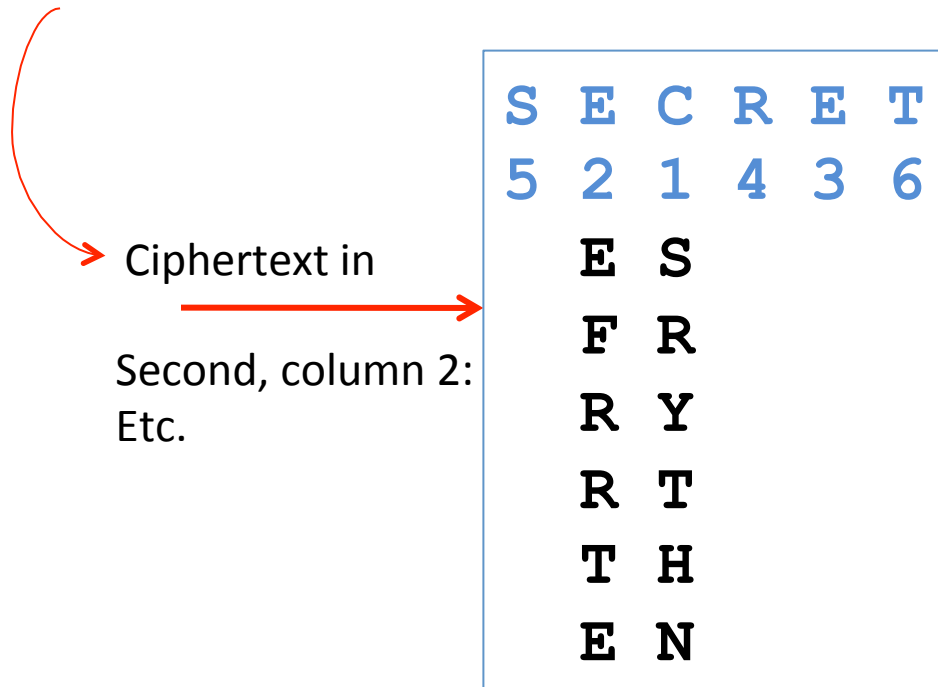 Ciphertext in
Second, column 2:
Etc.
S E C R E T
5 2 1 4 3 6
E S
F R
R Y
R T
T H
E N